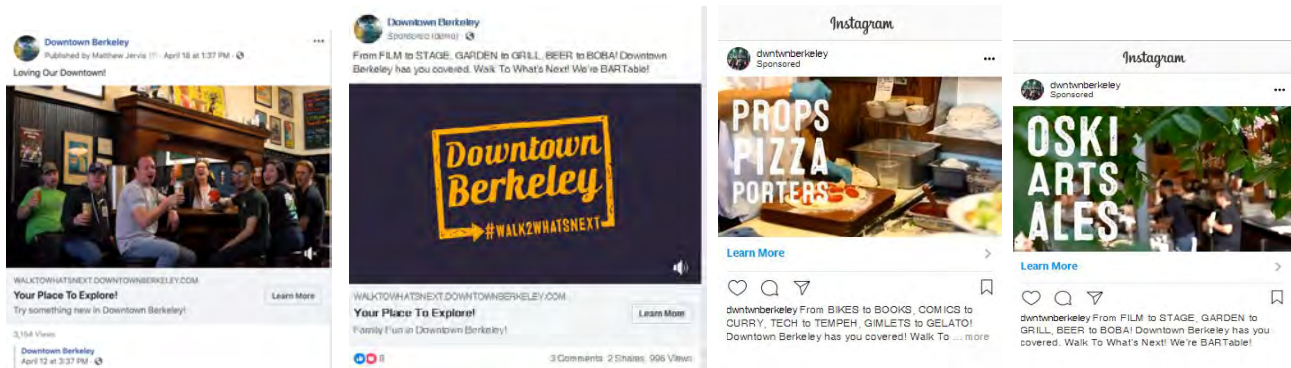 Downtown Berkeley
Published by Matthew Jervis [?] · April 18 at 1:37 PM ·
Loving Our Downtown!
WALKTOWHATSNEXT.DOWNTOWNBERKELEY.COM
Your Place To Explore!
Learn More
Try something new in Downtown Berkeley!
3,154 Views
Downtown Berkeley
April 12 at 3:37 PM ·
Downtown Berkeley
Sponsored (demo) ·
From FILM to STAGE, GARDEN to GRILL, BEER to BOBA! Downtown
Berkeley has you covered. Walk To What's Next! We're BARTable!
Downtown
Berkeley
#WALK2WHATSNEXT
WALKTOWHATSNEXT.DOWNTOWNBERKELEY.COM
Your Place To Explore!
Learn More
Family Fun in Downtown Berkeley!
8
3 Comments 2 Shares 996 Views
Instagram
dwntwnberkeley
Sponsored
PROPS
PIZZA
PORTERS
Learn More
dwntwnberkeley From BIKES to BOOKS, COMICS to
CURRY, TECH to TEMPEH, GIMLETS to GELATO!
Downtown Berkeley has you covered! Walk To ... more
Instagram
dwntwnberkeley
Sponsored
OSKI
ARTS
ALES
Learn More
dwntwnberkeley From FILM to STAGE, GARDEN to
GRILL, BEER to BOBA! Downtown Berkeley has you
covered. Walk To What's Next! We're BARTable!